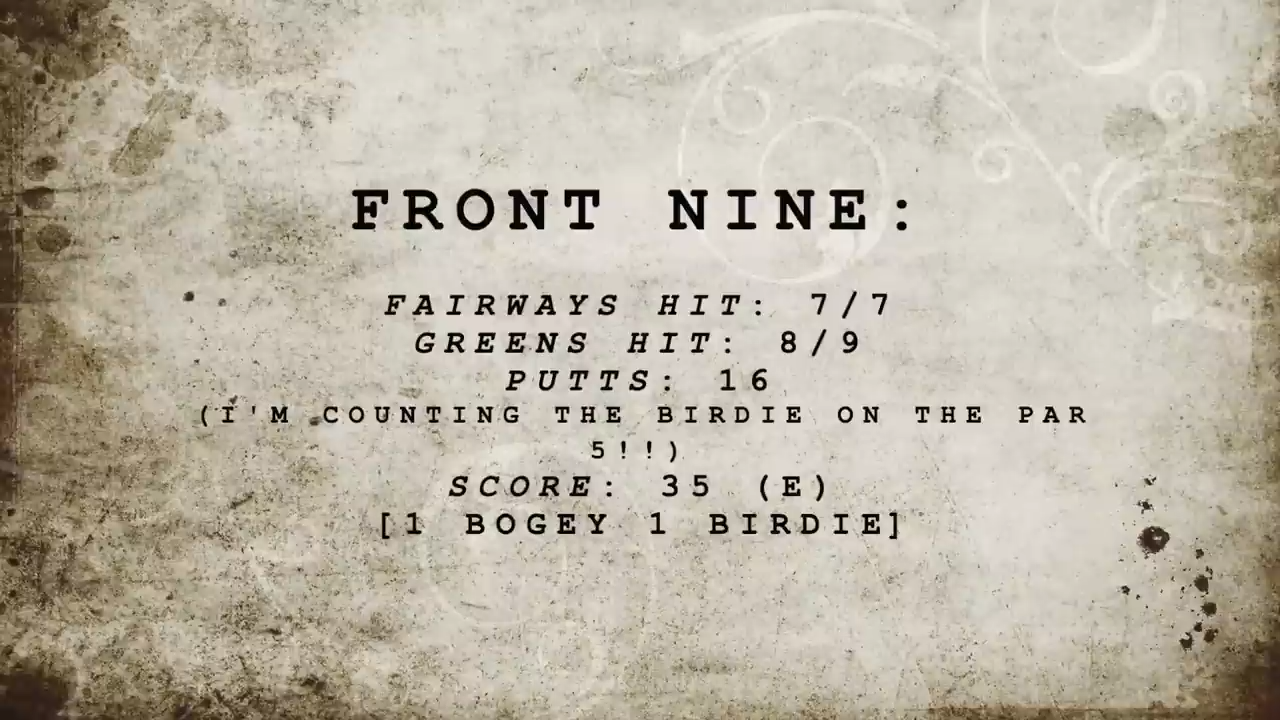 FRONT NINE:
FAIRWAYS HIT: 7/7
GREENS HIT: 8/9
PUTTS: 16
(I'M COUNTING THE BIRDIE ON THE PAR
5!!)
SCORE: 35 (E)
[1 BOGEY 1 BIRDIE]